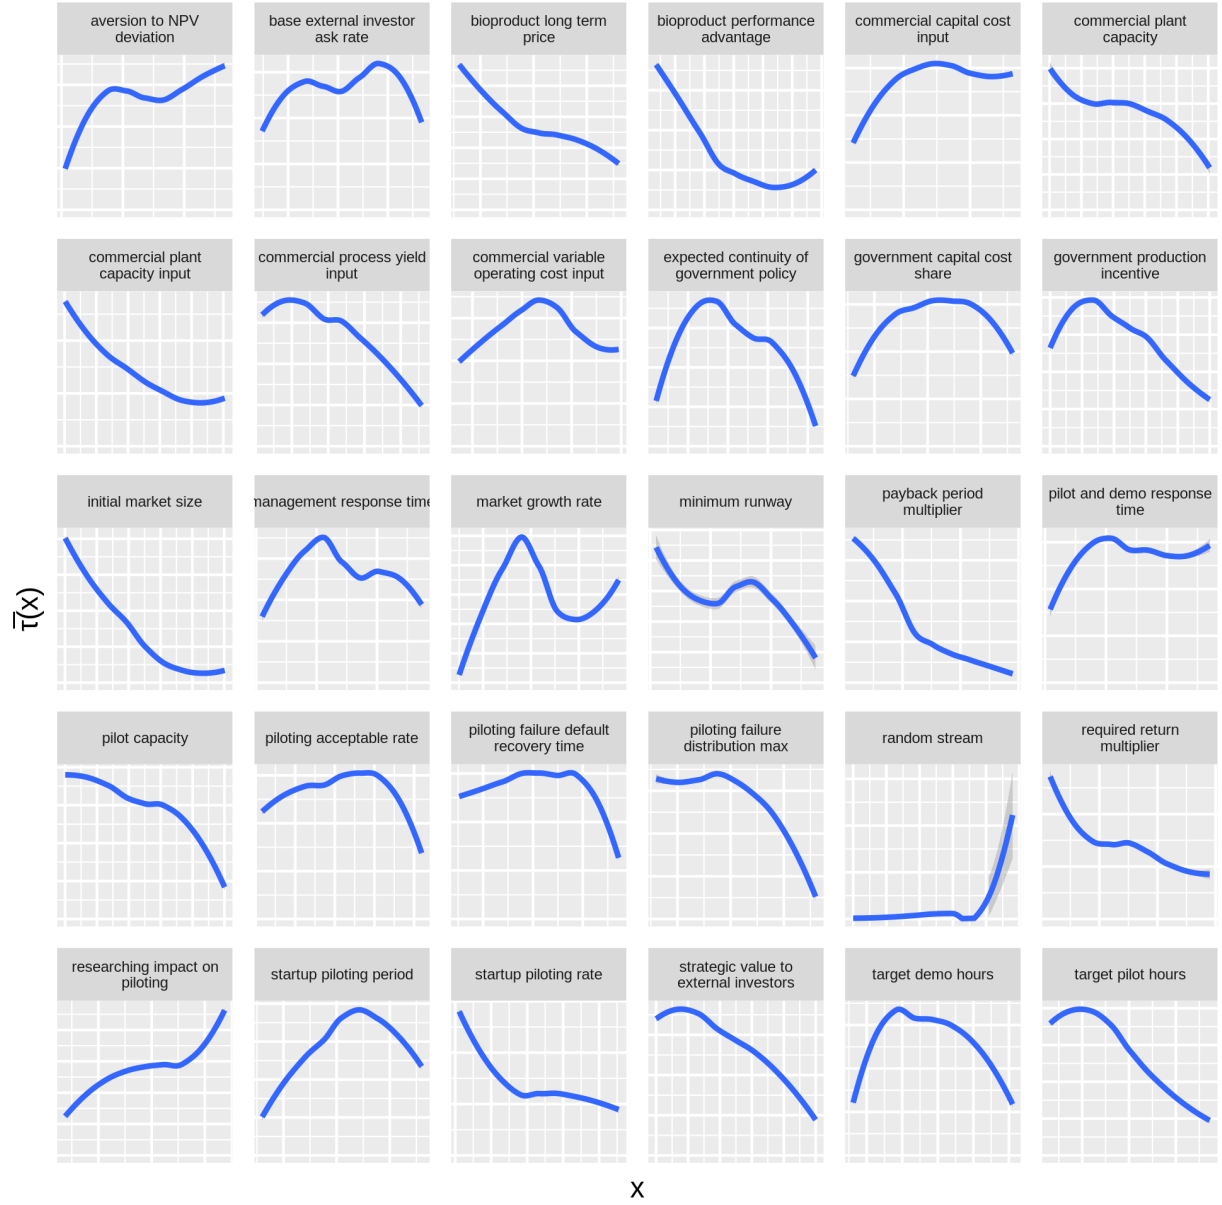 aversion to NPV
deviation
base external investor
ask rate
bioproduct long term
price
bioproduct performance
advantage
commercial capital cost
input
commercial plant
capacity
commercial plant
capacity input
commercial process yield
input
commercial variable
operating cost input
expected continuity of
government policy
government capital cost
share
government production
incentive
initial market size
management response time
market growth rate
minimum runway
payback period
multiplier
pilot and demo response
time
pilot capacity
piloting acceptable rate
piloting failure default
recovery time
piloting failure
distribution max
random stream
required return
multiplier
researching impact on
piloting
startup piloting period
startup piloting rate
strategic value to
external investors
target demo hours
target pilot hours
τ̅(x)
x